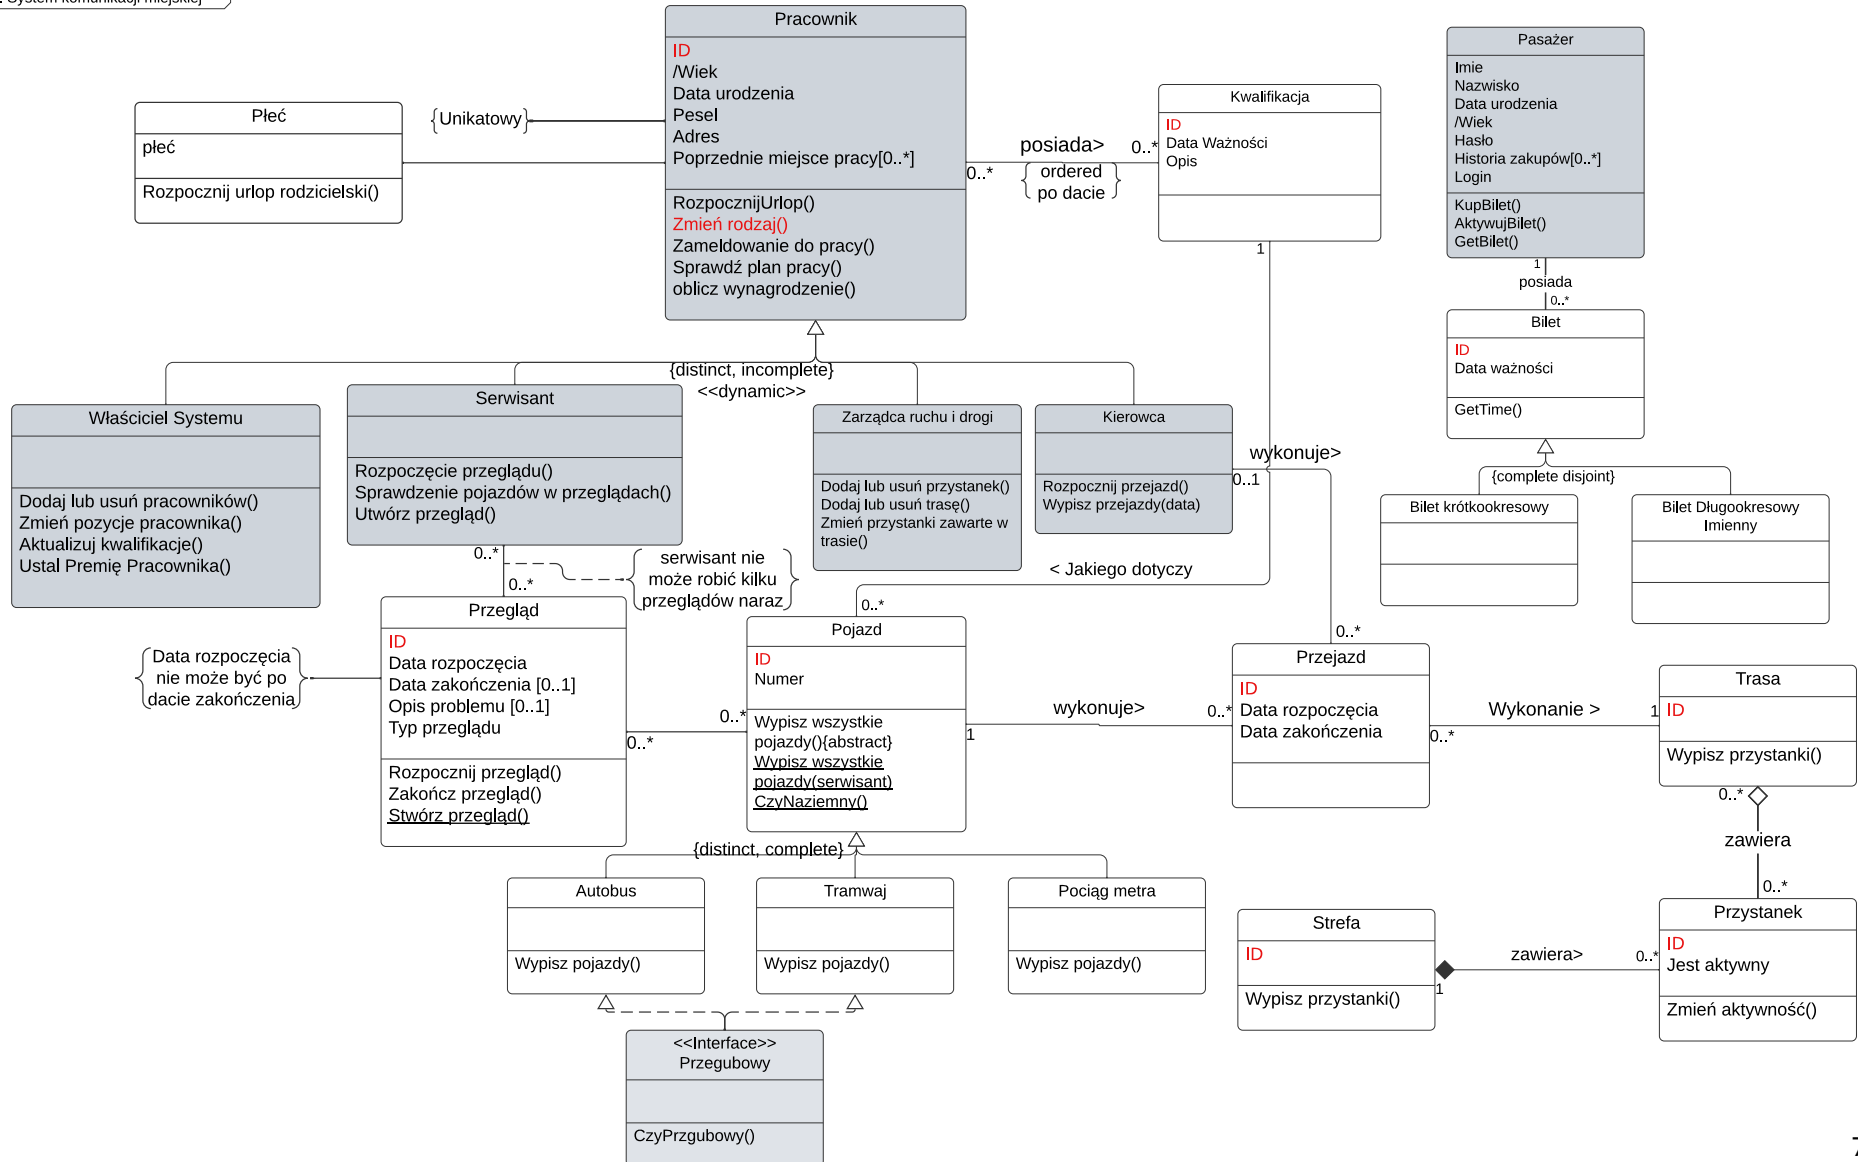 System komunikacji miejskiej
Pracownik
ID
/Wiek
Data urodzenia
Pesel
Adres
Poprzednie miejsce pracy[0..*]
RozpocznijUrlop()
Zmień rodzaj()
Zameldowanie do pracy()
Sprawdź plan pracy()
oblicz wynagrodzenie()
{Unikatowy}
Płeć
płeć
Rozpocznij urlop rodzicielski()
posiada>
0..*
0..*
{ordered
po dacie}
Kwalifikacja
ID
Data Ważności
Opis
1
Pasażer
Imie
Nazwisko
Data urodzenia
/Wiek
Hasło
Historia zakupów[0..*]
Login
KupBilet()
AktywujBilet()
GetBilet()
1
posiada
0..*
Bilet
ID
Data ważności
GetTime()
{complete disjoint}
Bilet krótkookresowy
Bilet Długookresowy
Imienny
{distinct, incomplete}
<<dynamic>>
Właściciel Systemu
Dodaj lub usuń pracowników()
Zmień pozycje pracownika()
Aktualizuj kwalifikacje()
Ustal Premię Pracownika()
Serwisant
Rozpoczęcie przeglądu()
Sprawdzenie pojazdów w przeglądach()
Utwórz przegląd()
Zarządca ruchu i drogi
Dodaj lub usuń przystanek()
Dodaj lub usuń trasę()
Zmień przystanki zawarte w
trasie()
Kierowca
Rozpocznij przejazd()
Wypisz przejazdy(data)
wykonuje>
0..1
0..*
0..*
0..*
{serwisant nie
może robić kilku
przeglądów naraz}
< Jakiego dotyczy
0..*
{Data rozpoczęcia
nie może być po
dacie zakończenia}
Przegląd
ID
Data rozpoczęcia
Data zakończenia [0..1]
Opis problemu [0..1]
Typ przeglądu
Rozpocznij przegląd()
Zakończ przegląd()
Stwórz przegląd()
0..*
0..*
Pojazd
ID
Numer
Wypisz wszystkie
pojazdy(){abstract}
Wypisz wszystkie
pojazdy(serwisant)
CzyNaziemny()
1
wykonuje>
0..*
Przejazd
ID
Data rozpoczęcia
Data zakończenia
0..*
Wykonanie >
1
Trasa
ID
Wypisz przystanki()
0..*
zawiera
0..*
{distinct, complete}
Autobus
Wypisz pojazdy()
Tramwaj
Wypisz pojazdy()
Pociąg metra
Wypisz pojazdy()
Strefa
ID
Wypisz przystanki()
1
zawiera>
0..*
Przystanek
ID
Jest aktywny
Zmień aktywność()
<<Interface>>
Przegubowy
CzyPrzgubowy()